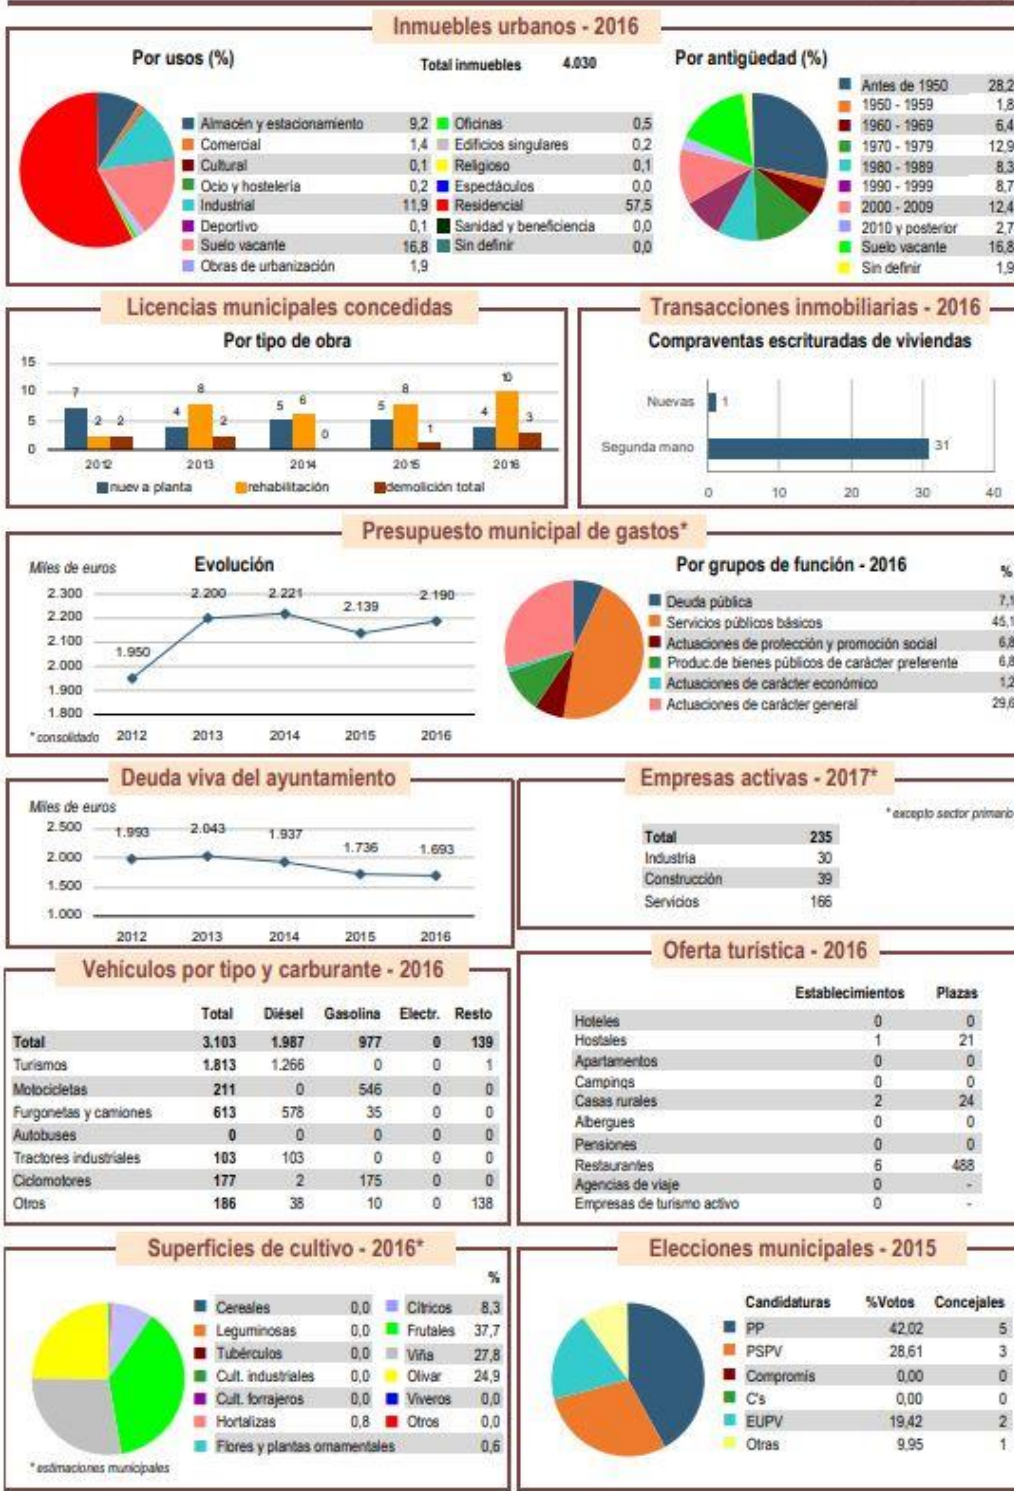 Inmuebles urbanos - 2016
Por usos (%)
Total inmuebles 4.030
Almacén y estacionamiento 9,2
Comercial 1,4
Cultural 0,1
Ocio y hostelería 0,2
Industrial 11,9
Deportivo 0,1
Suelo vacante 16,8
Obras de urbanización 1,9
Oficinas 0,5
Edificios singulares 0,2
Religioso 0,1
Espectáculos 0,0
Residencial 57,5
Sanidad y beneficiencia 0,0
Sin definir 0,0
Por antigüedad (%)
Antes de 1950 28,2
1950 - 1959 1,8
1960 - 1969 6,4
1970 - 1979 12,9
1980 - 1989 8,3
1990 - 1999 8,7
2000 - 2009 12,4
2010 y posterior 2,7
Suelo vacante 16,8
Sin definir 1,9
Licencias municipales concedidas
Por tipo de obra
15
10
5
0
7 2 2
4 8 2
5 6 0
5 8 1
4 10 3
2012 2013 2014 2015 2016
nueva planta rehabilitación demolición total
Transacciones inmobiliarias - 2016
Compraventas escrituradas de viviendas
Nuevas 1
Segunda mano 31
0 10 20 30 40
Presupuesto municipal de gastos*
Miles de euros
Evolución
2.300
2.200
2.100
2.000
1.900
1.800
1.950 2.200 2.221 2.139 2.190
* consolidado 2012 2013 2014 2015 2016
Por grupos de función - 2016
%
Deuda pública 7,1
Servicios públicos básicos 45,1
Actuaciones de protección y promoción social 6,8
Produc.de bienes públicos de carácter preferente 6,8
Actuaciones de carácter económico 1,2
Actuaciones de carácter general 29,6
Deuda viva del ayuntamiento
Miles de euros
2.500
2.000
1.500
1.000
1.993 2.043 1.937 1.736 1.693
2012 2013 2014 2015 2016
Empresas activas - 2017*
* excepto sector primario
Total 235
Industria 30
Construcción 39
Servicios 166
Vehículos por tipo y carburante - 2016
Total Diésel Gasolina Electr. Resto
Total 3.103 1.987 977 0 139
Turismos 1.813 1.266 0 0 1
Motocicletas 211 0 546 0 0
Furgonetas y camiones 613 578 35 0 0
Autobuses 0 0 0 0 0
Tractores industriales 103 103 0 0 0
Ciclomotores 177 2 175 0 0
Otros 186 38 10 0 138
Oferta turística - 2016
Establecimientos Plazas
Hoteles 0 0
Hostales 1 21
Apartamentos 0 0
Campings 0 0
Casas rurales 2 24
Albergues 0 0
Pensiones 0 0
Restaurantes 6 488
Agencias de viaje 0 -
Empresas de turismo activo 0 -
Superficies de cultivo - 2016*
%
Cereales 0,0
Leguminosas 0,0
Tubérculos 0,0
Cult. industriales 0,0
Cult. forrajeros 0,0
Hortalizas 0,8
Flores y plantas ornamentales 0,6
Cítricos 8,3
Frutales 37,7
Viña 27,8
Olivar 24,9
Viveros 0,0
Otros 0,0
* estimaciones municipales
Elecciones municipales - 2015
Candidaturas %Votos Concejales
PP 42,02 5
PSPV 28,61 3
Compromís 0,00 0
C's 0,00 0
EUPV 19,42 2
Otras 9,95 1